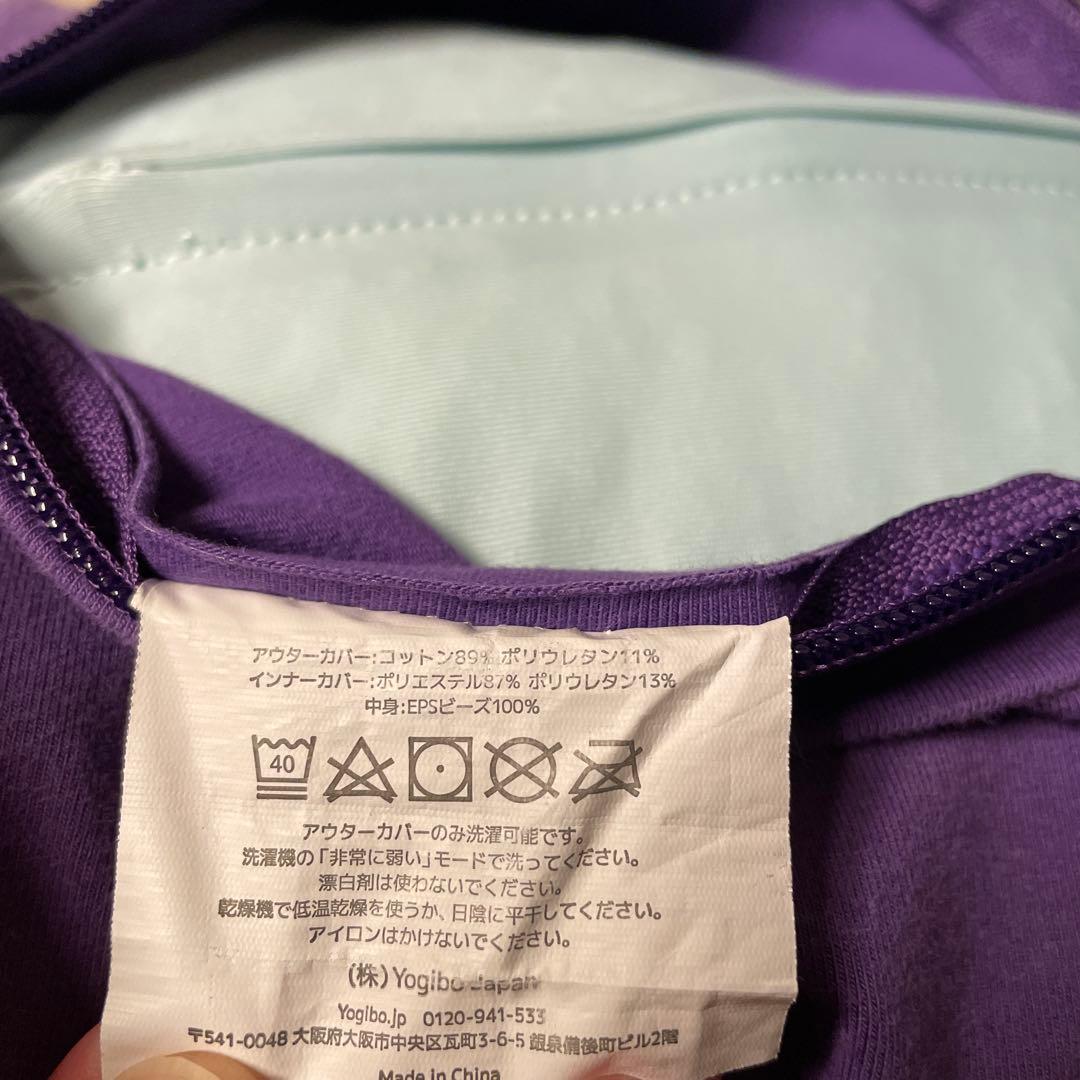 アウターカバー:コットン89% ポリウレタン11%
インナーカバー:ポリエステル87% ポリウレタン13%
中身:EPSビーズ100%
40
アウターカバーのみ洗濯可能です。
洗濯機の「非常に弱い」モードで洗ってください。
漂白剤は使わないでください。
乾燥機で低温乾燥を使うか、日陰に平干してください。
アイロンはかけないでください。
(株)Yogibo Japan
Yogibo.jp 0120-941-533
〒541-0048 大阪府大阪市中央区瓦町3-6-5 銀泉備後町ビル2階
Made in China